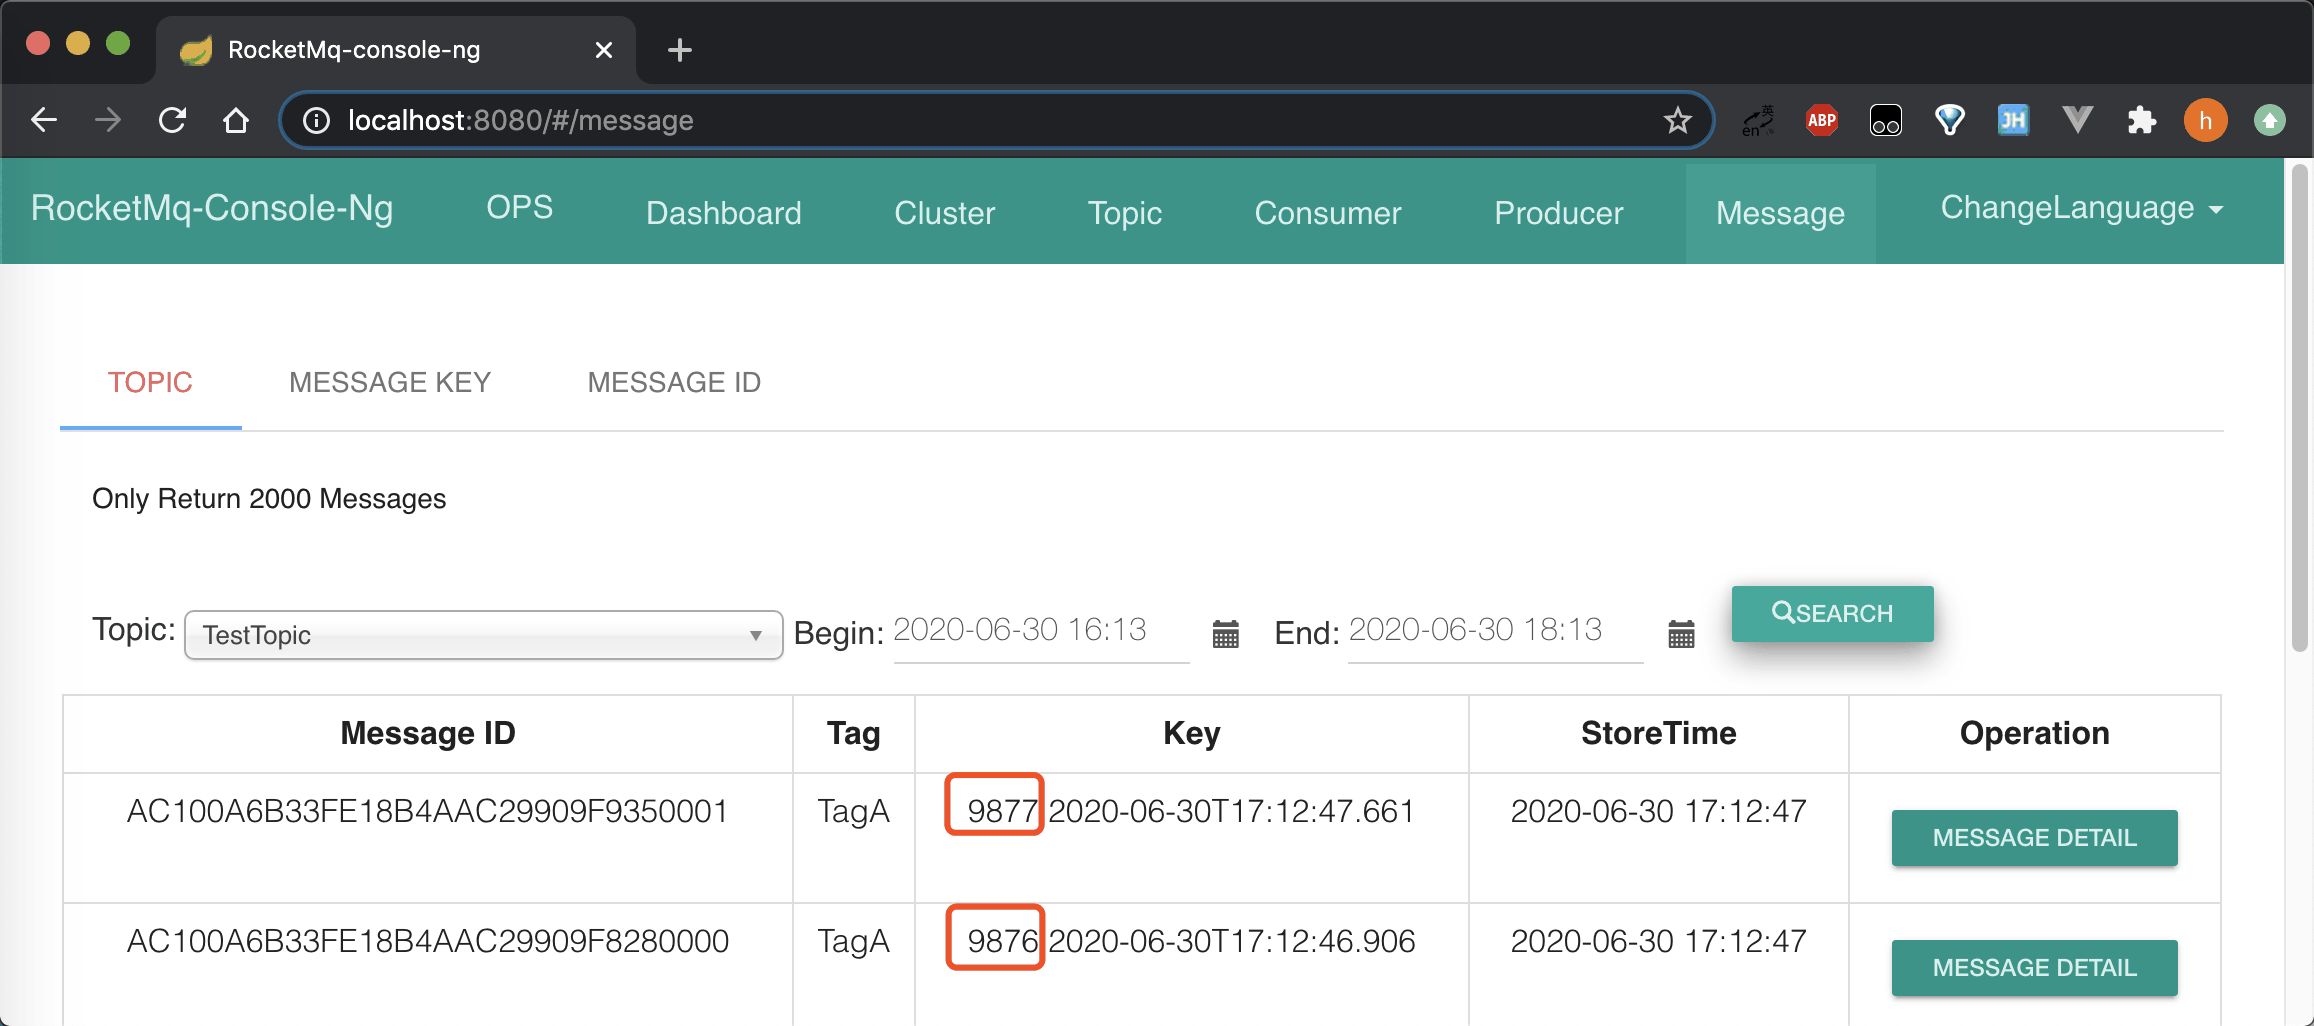 RocketMq-console-ng
localhost:8080/#/message
en 英 ABP JH h
RocketMq-Console-Ng OPS Dashboard Cluster Topic Consumer Producer Message ChangeLanguage
TOPIC MESSAGE KEY MESSAGE ID
Only Return 2000 Messages
Topic: TestTopic Begin: 2020-06-30 16:13 End: 2020-06-30 18:13 SEARCH
Message ID Tag Key StoreTime Operation
AC100A6B33FE18B4AAC29909F9350001 TagA 9877 2020-06-30T17:12:47.661 2020-06-30 17:12:47 MESSAGE DETAIL
AC100A6B33FE18B4AAC29909F8280000 TagA 9876 2020-06-30T17:12:46.906 2020-06-30 17:12:47 MESSAGE DETAIL